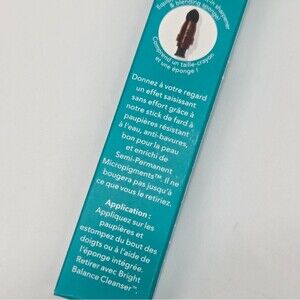 & blending sponge!
Comprend un taille-crayon
et une éponge !
Donnez à votre regard
un effet saisissant
sans effort grâce à
notre stick de fard à
paupières résistant
à l'eau, anti-bavures,
bon pour la peau
et enrichi de
Semi-Permanent
Micropigments™. Il ne
bougera pas jusqu'à
ce que vous le retiriez.
Application :
Appliquez sur les
paupières et
estompez du bout des
doigts ou à l'aide de
l'éponge intégrée.
Retirer avec Bright
Balance Cleanser™.